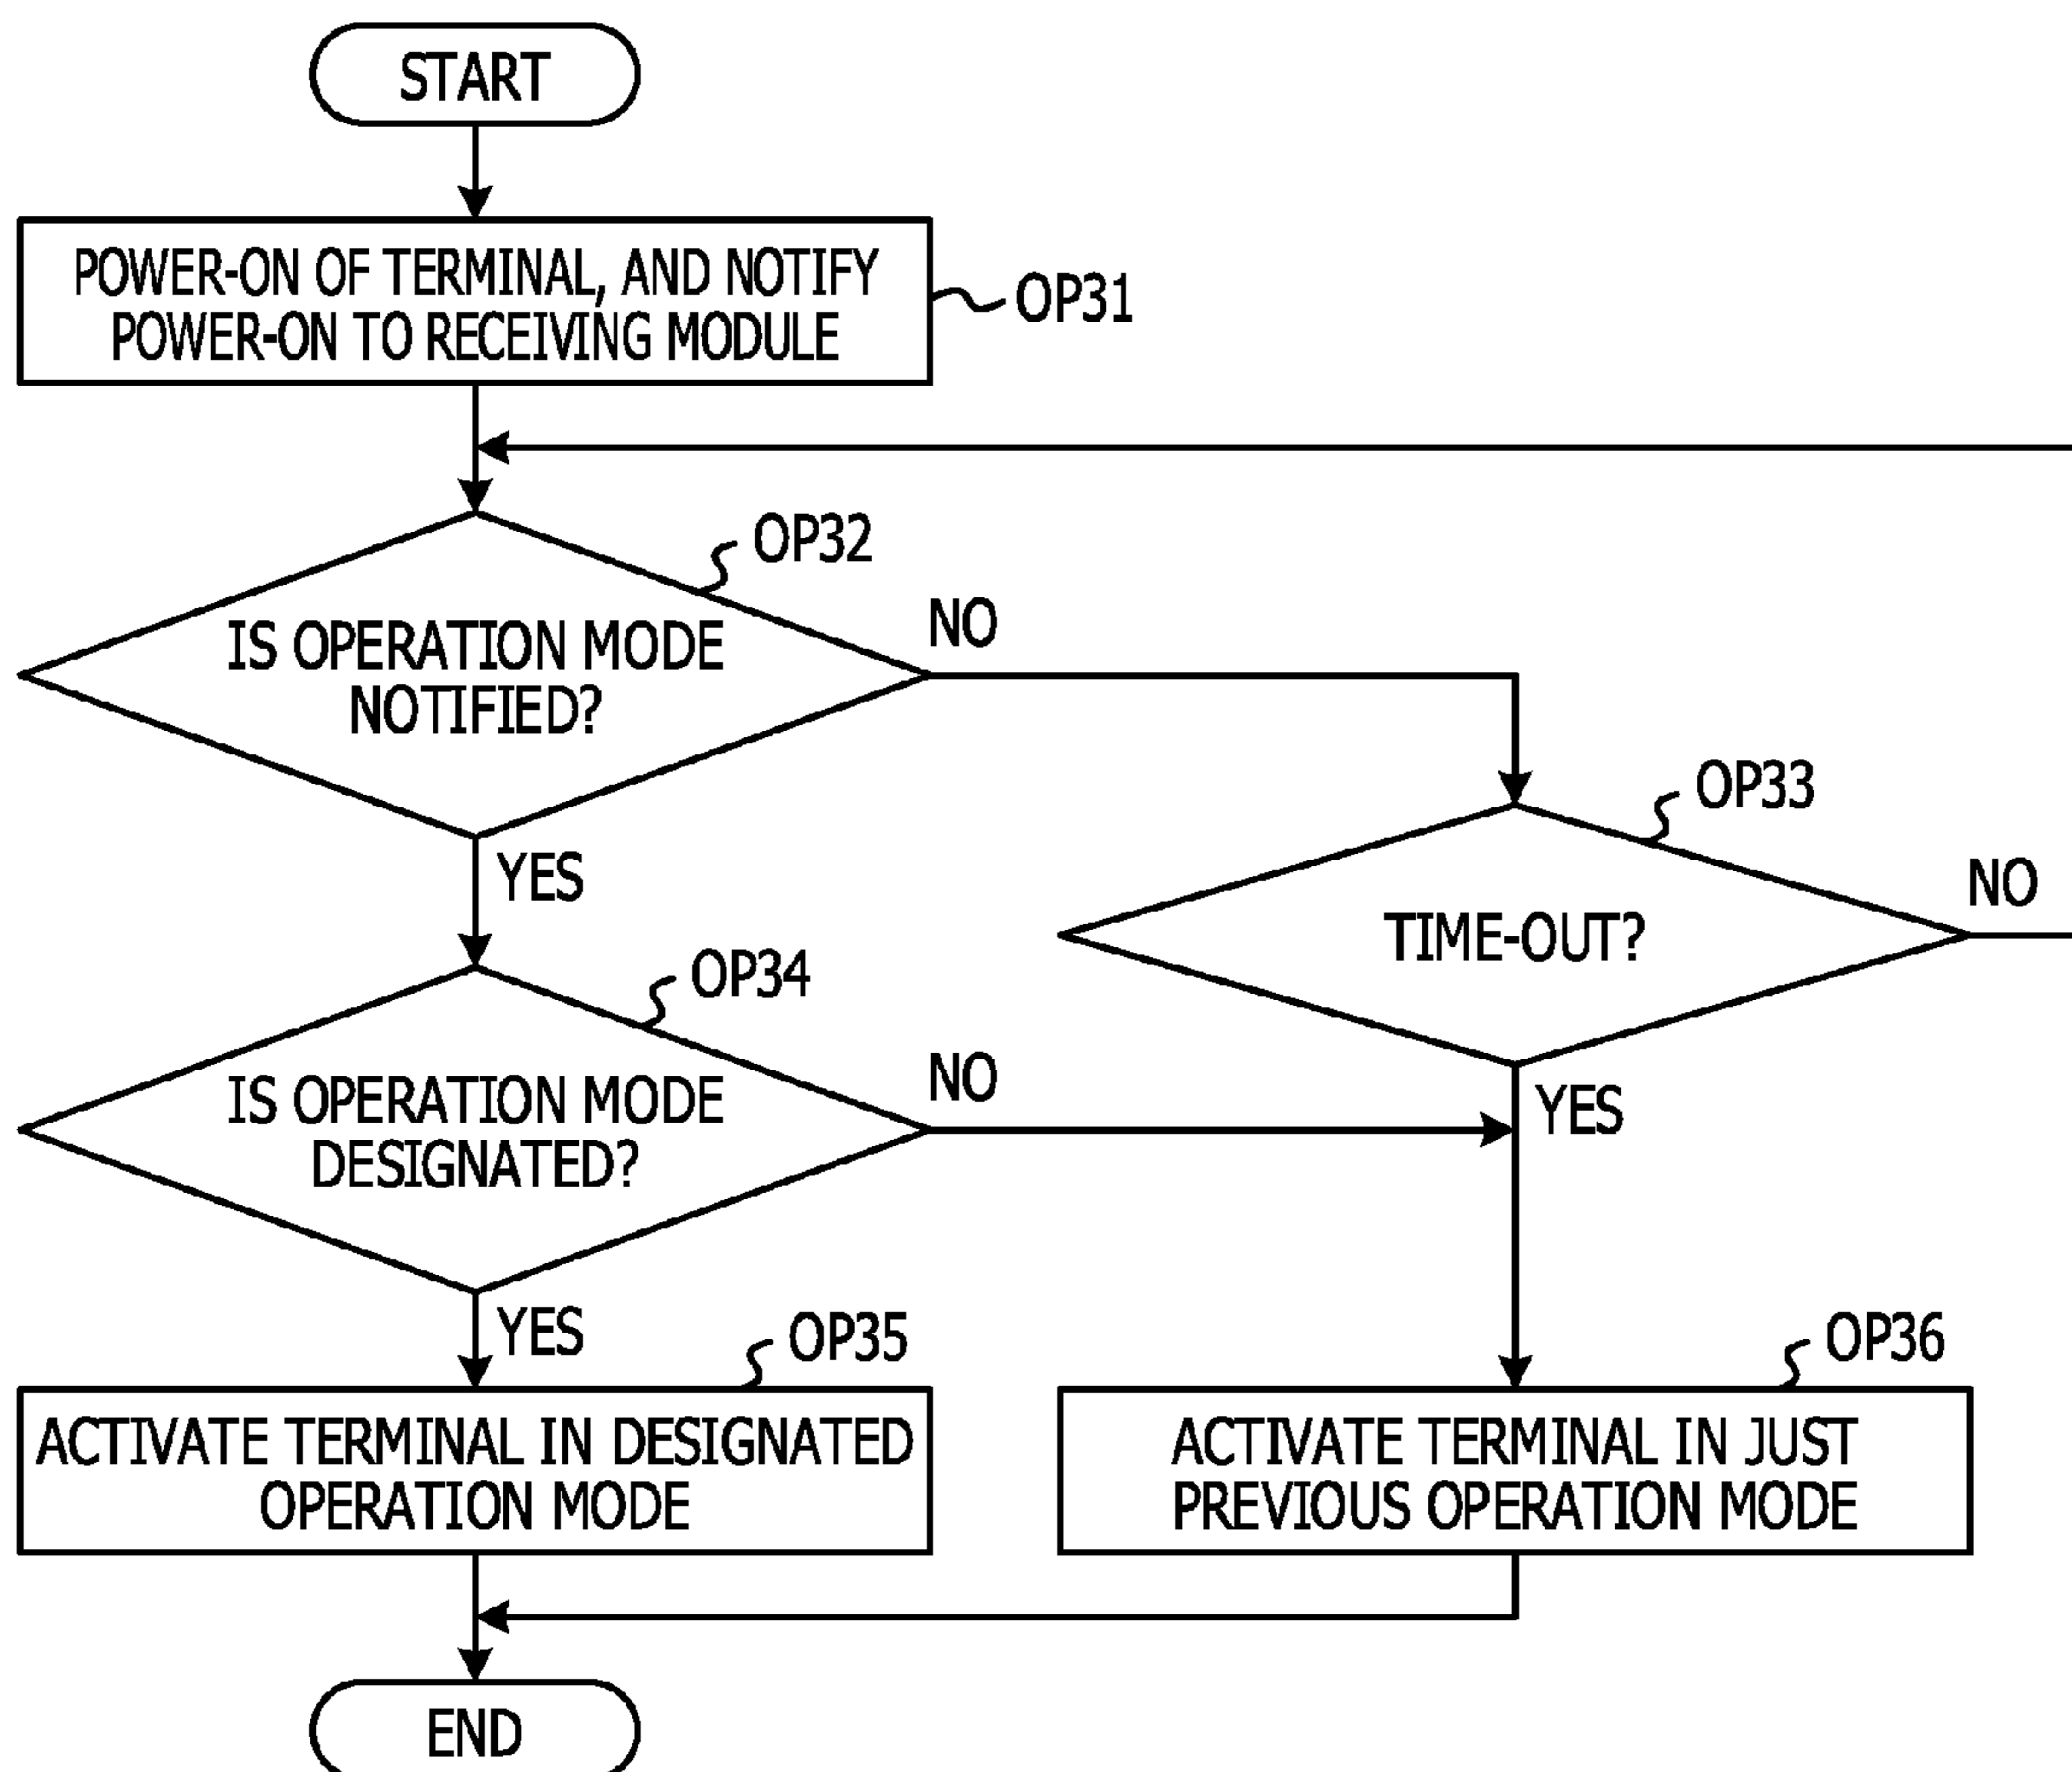 START
POWER-ON OF TERMINAL, AND NOTIFY
POWER-ON TO RECEIVING MODULE
OP31
OP32
IS OPERATION MODE
NOTIFIED?
NO
YES
OP33
TIME-OUT?
NO
YES
OP34
IS OPERATION MODE
DESIGNATED?
NO
YES
OP35
ACTIVATE TERMINAL IN DESIGNATED
OPERATION MODE
OP36
ACTIVATE TERMINAL IN JUST
PREVIOUS OPERATION MODE
END